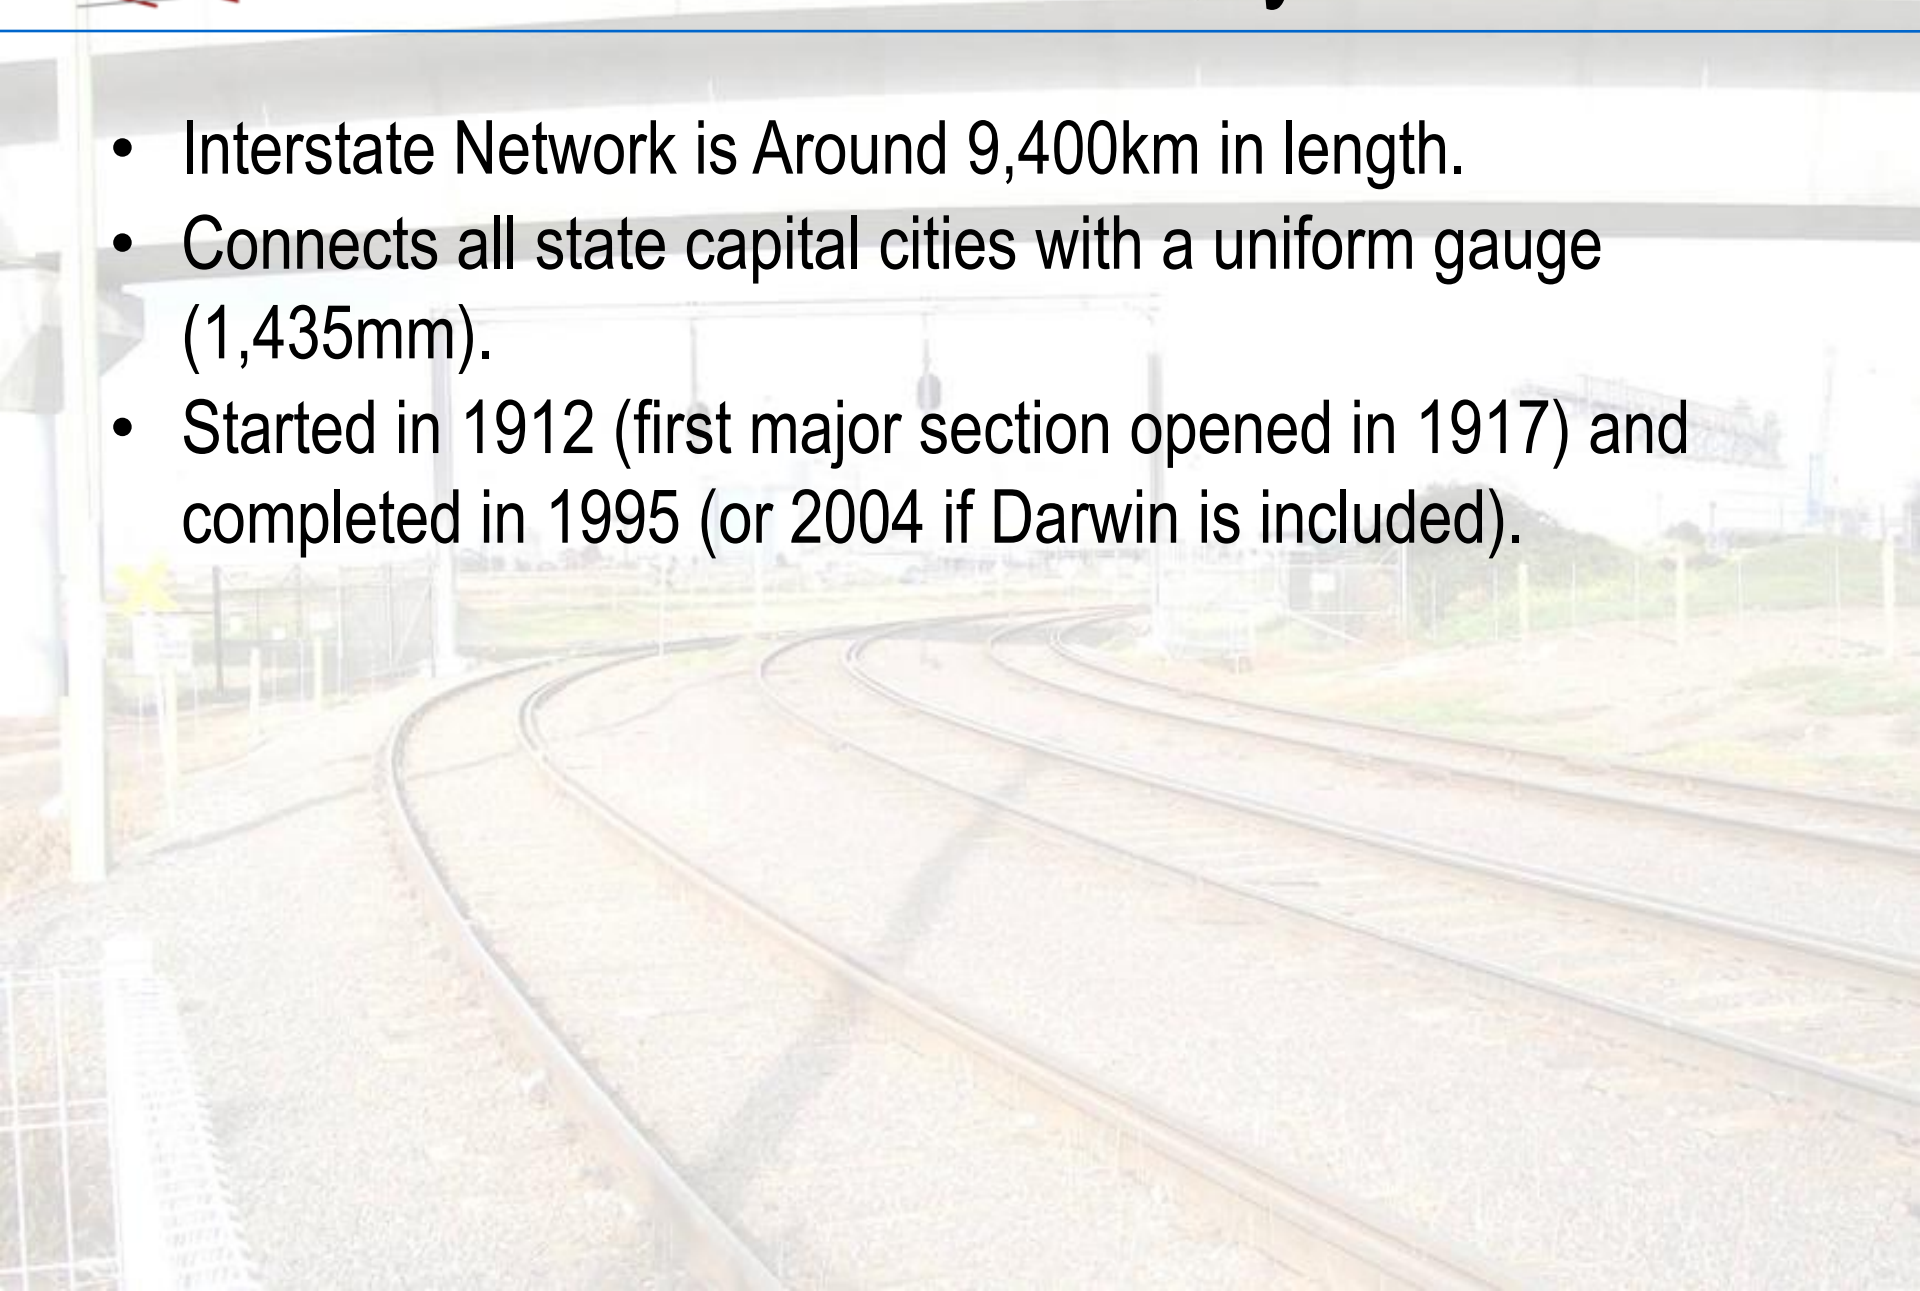 • Interstate Network is Around 9,400km in length.
• Connects all state capital cities with a uniform gauge
(1,435mm).
• Started in 1912 (first major section opened in 1917) and
completed in 1995 (or 2004 if Darwin is included).